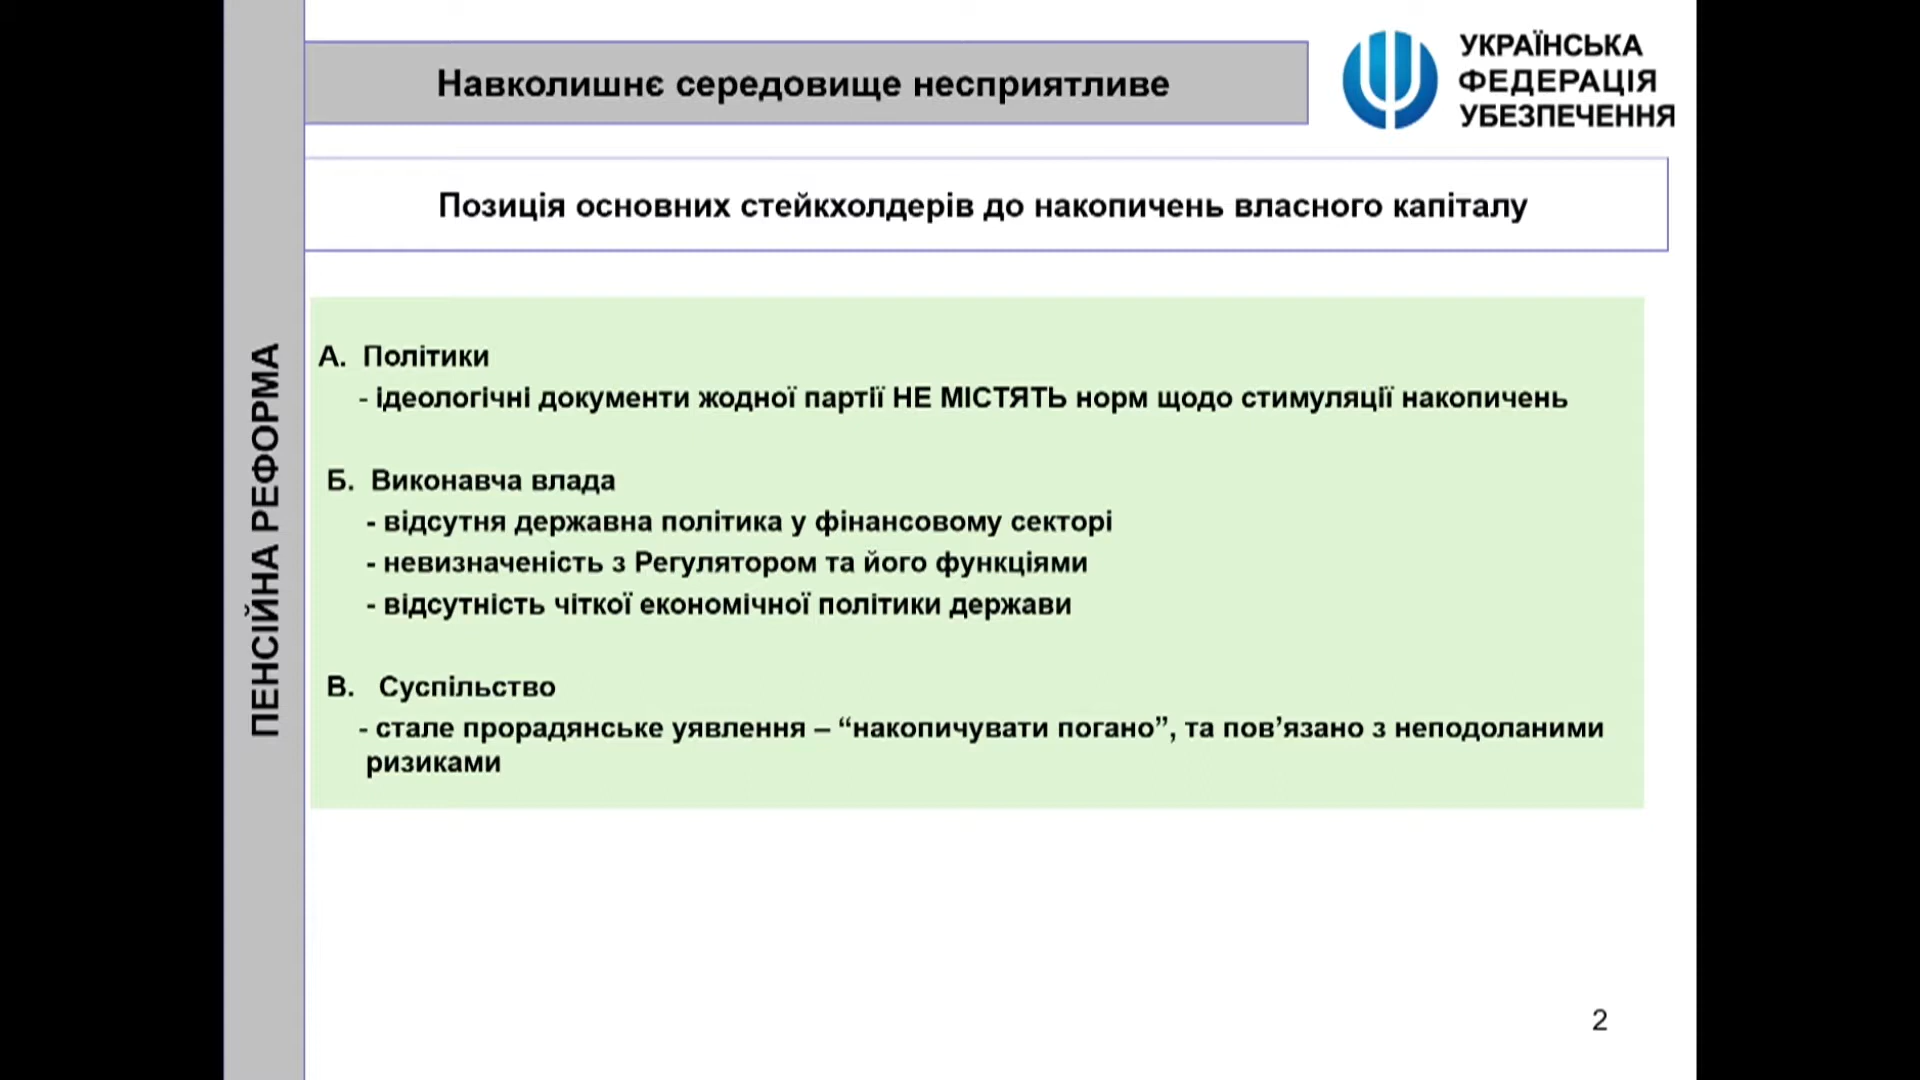 Навколишнє середовище несприятливе
УКРАЇНСЬКА
ФЕДЕРАЦІЯ
УБЕЗПЕЧЕННЯ
Позиція основних стейкхолдерів до накопичень власного капіталу
ПЕНСІЙНА РЕФОРМА
А. Політики
- ідеологічні документи жодної партії НЕ МІСТЯТЬ норм щодо стимуляції накопичень
Б. Виконавча влада
- відсутня державна політика у фінансовому секторі
- невизначеність з Регулятором та його функціями
- відсутність чіткої економічної політики держави
В. Суспільство
- стале прорадянське уявлення – “накопичувати погано”, та пов’язано з неподоланими
ризиками
2